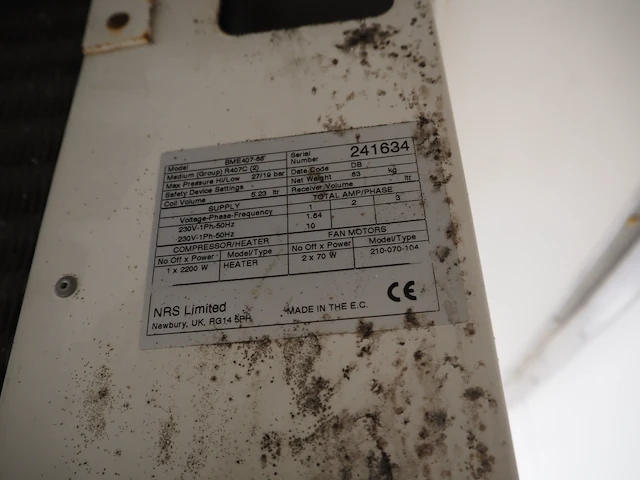 Model BME407-66 Serial Number 241634
Medium (Group) R407C (2) Date Code DB
Max Pressure Hi/Low 27/19 bar Net Weight 63 kg
Safety Device Settings Receiver Volume ltr
Coil Volume 5.23 ltr TOTAL AMP/PHASE
SUPPLY 1 2 3
Voltage-Phase-Frequency 1.64
230V-1Ph-50Hz 10
230V-1Ph-50Hz FAN MOTORS
COMPRESSOR/HEATER No Off x Power Model/Type
No Off x Power Model/Type 2 x 70 W 210-070-104
1 x 2200 W HEATER
NRS Limited MADE IN THE E.C. CE
Newbury, UK, RG14 5PH